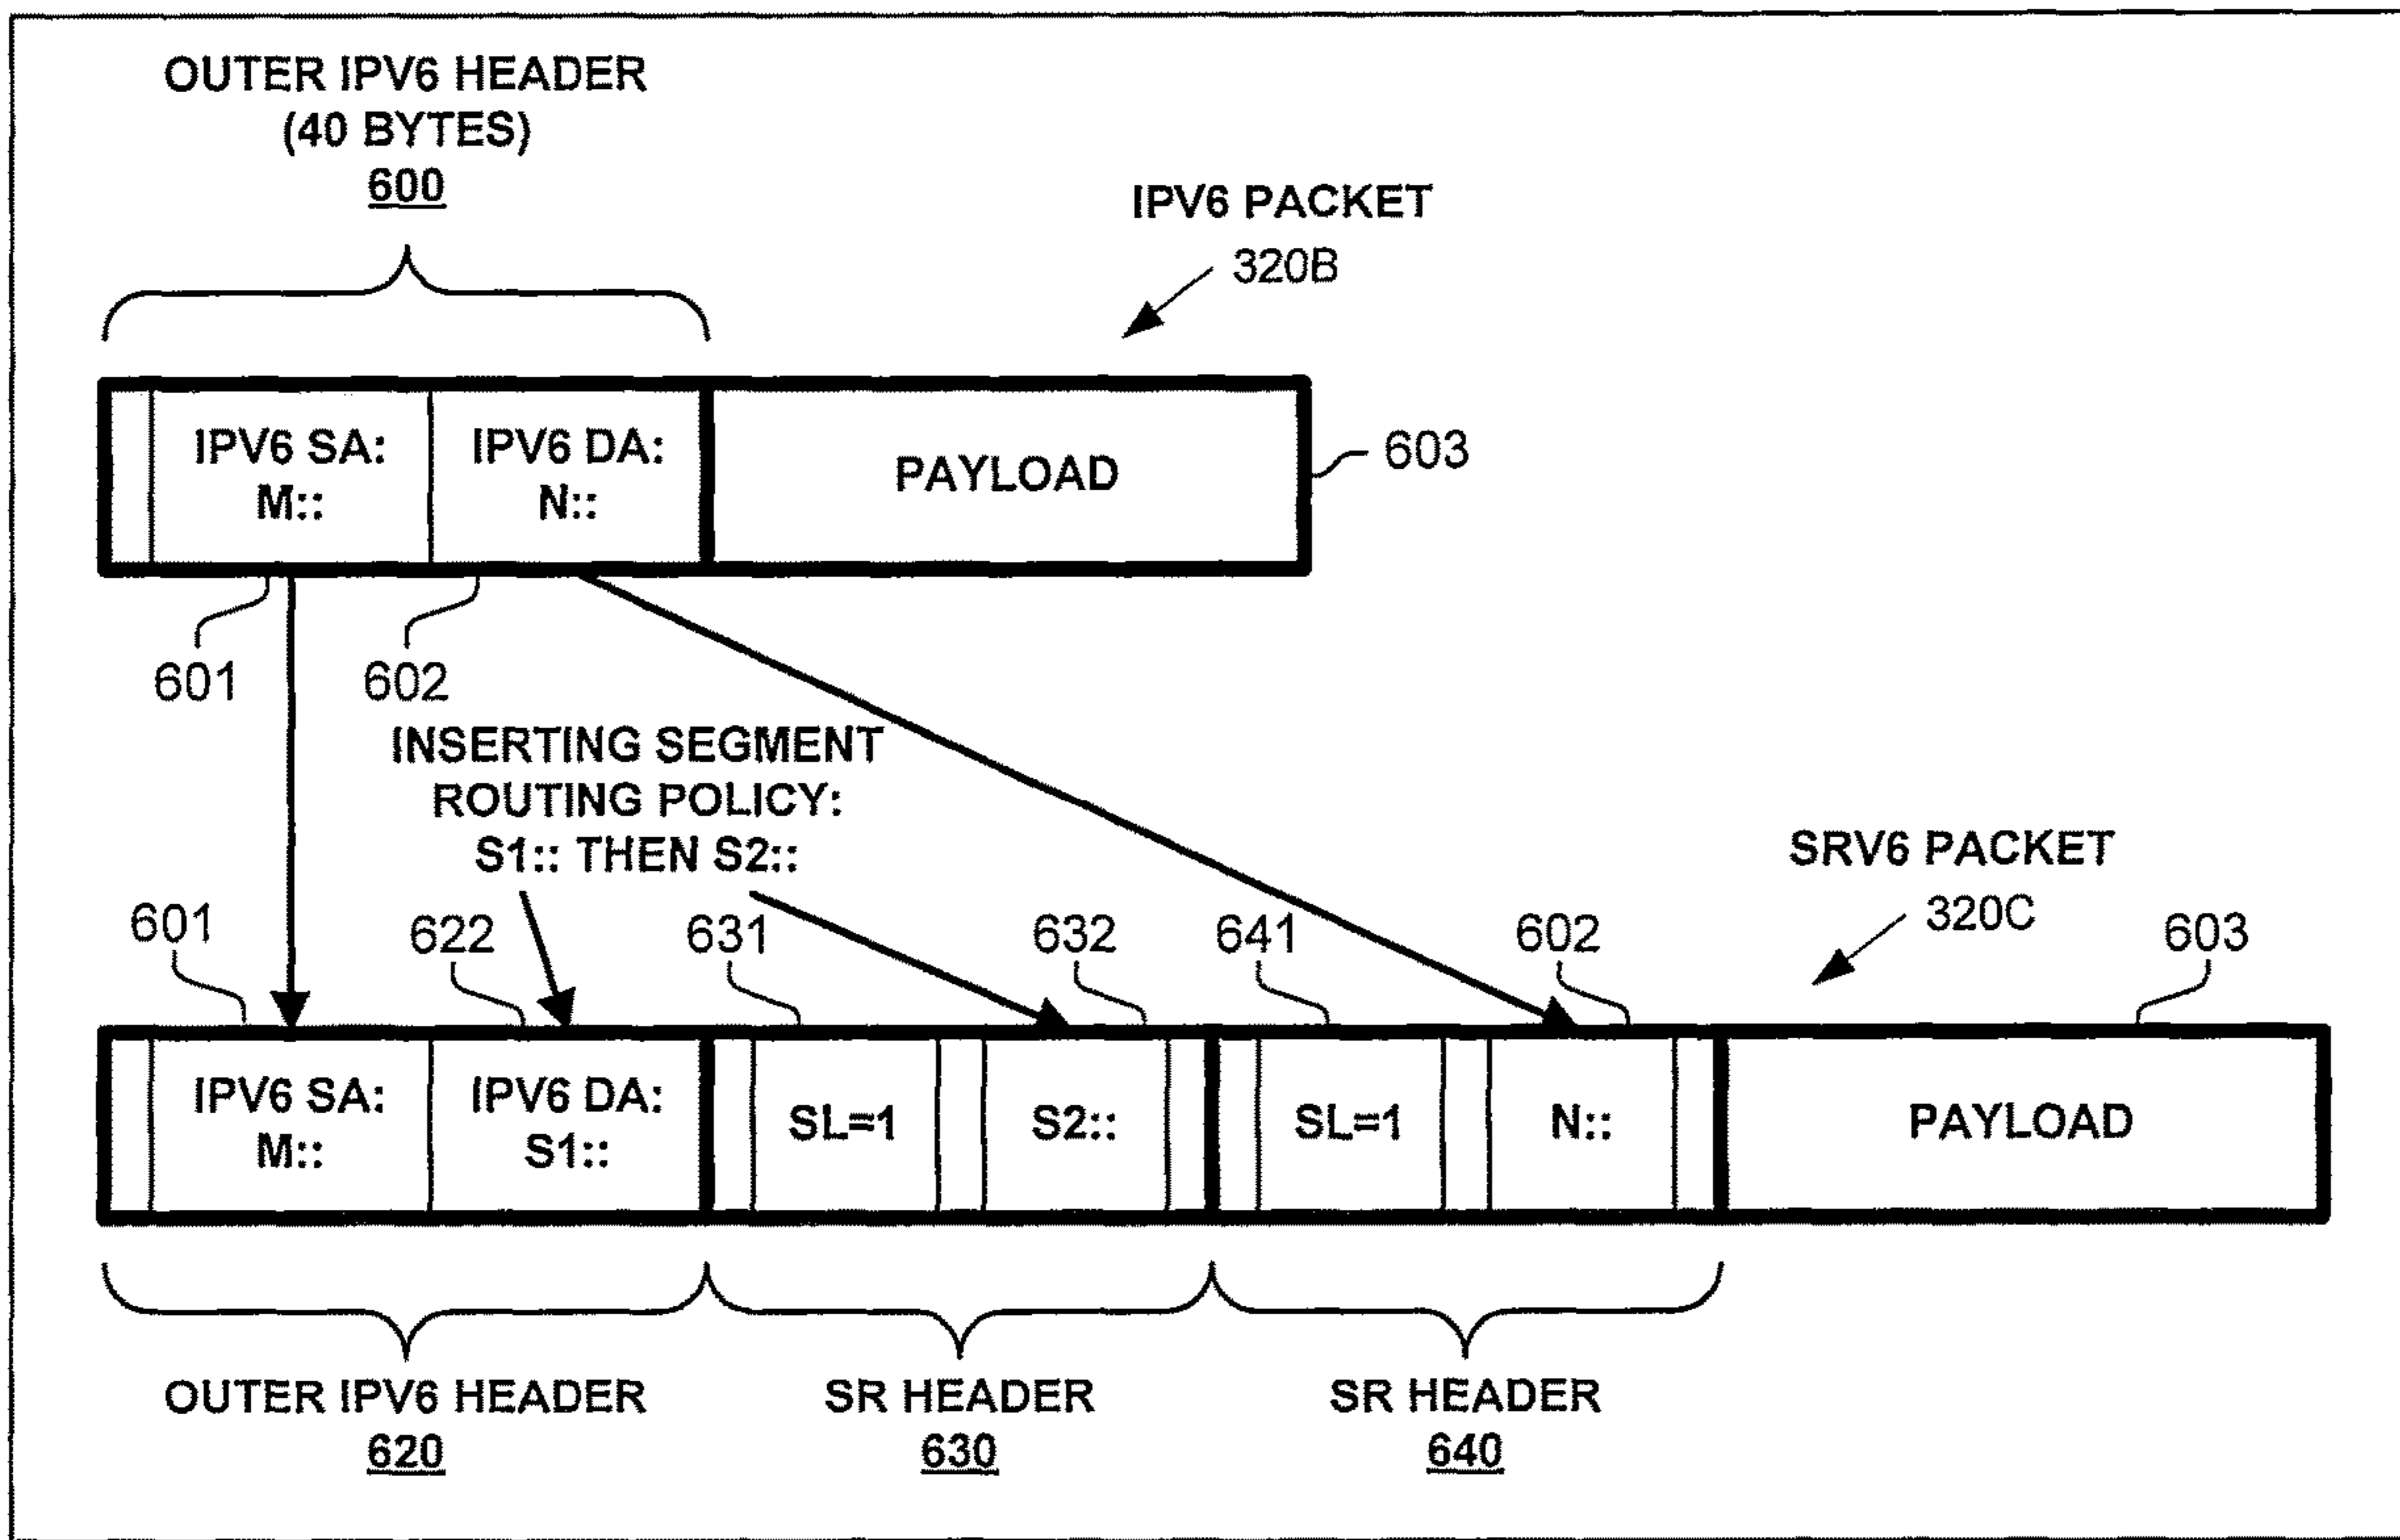 OUTER IPV6 HEADER
(40 BYTES)
600
IPV6 PACKET
320B
IPV6 SA:
M::
IPV6 DA:
N::
PAYLOAD
603
601
602
INSERTING SEGMENT
ROUTING POLICY:
S1:: THEN S2::
SRV6 PACKET
320C
601
622
631
632
641
602
603
IPV6 SA:
M::
IPV6 DA:
S1::
SL=1
S2::
SL=1
N::
PAYLOAD
OUTER IPV6 HEADER
620
SR HEADER
630
SR HEADER
640